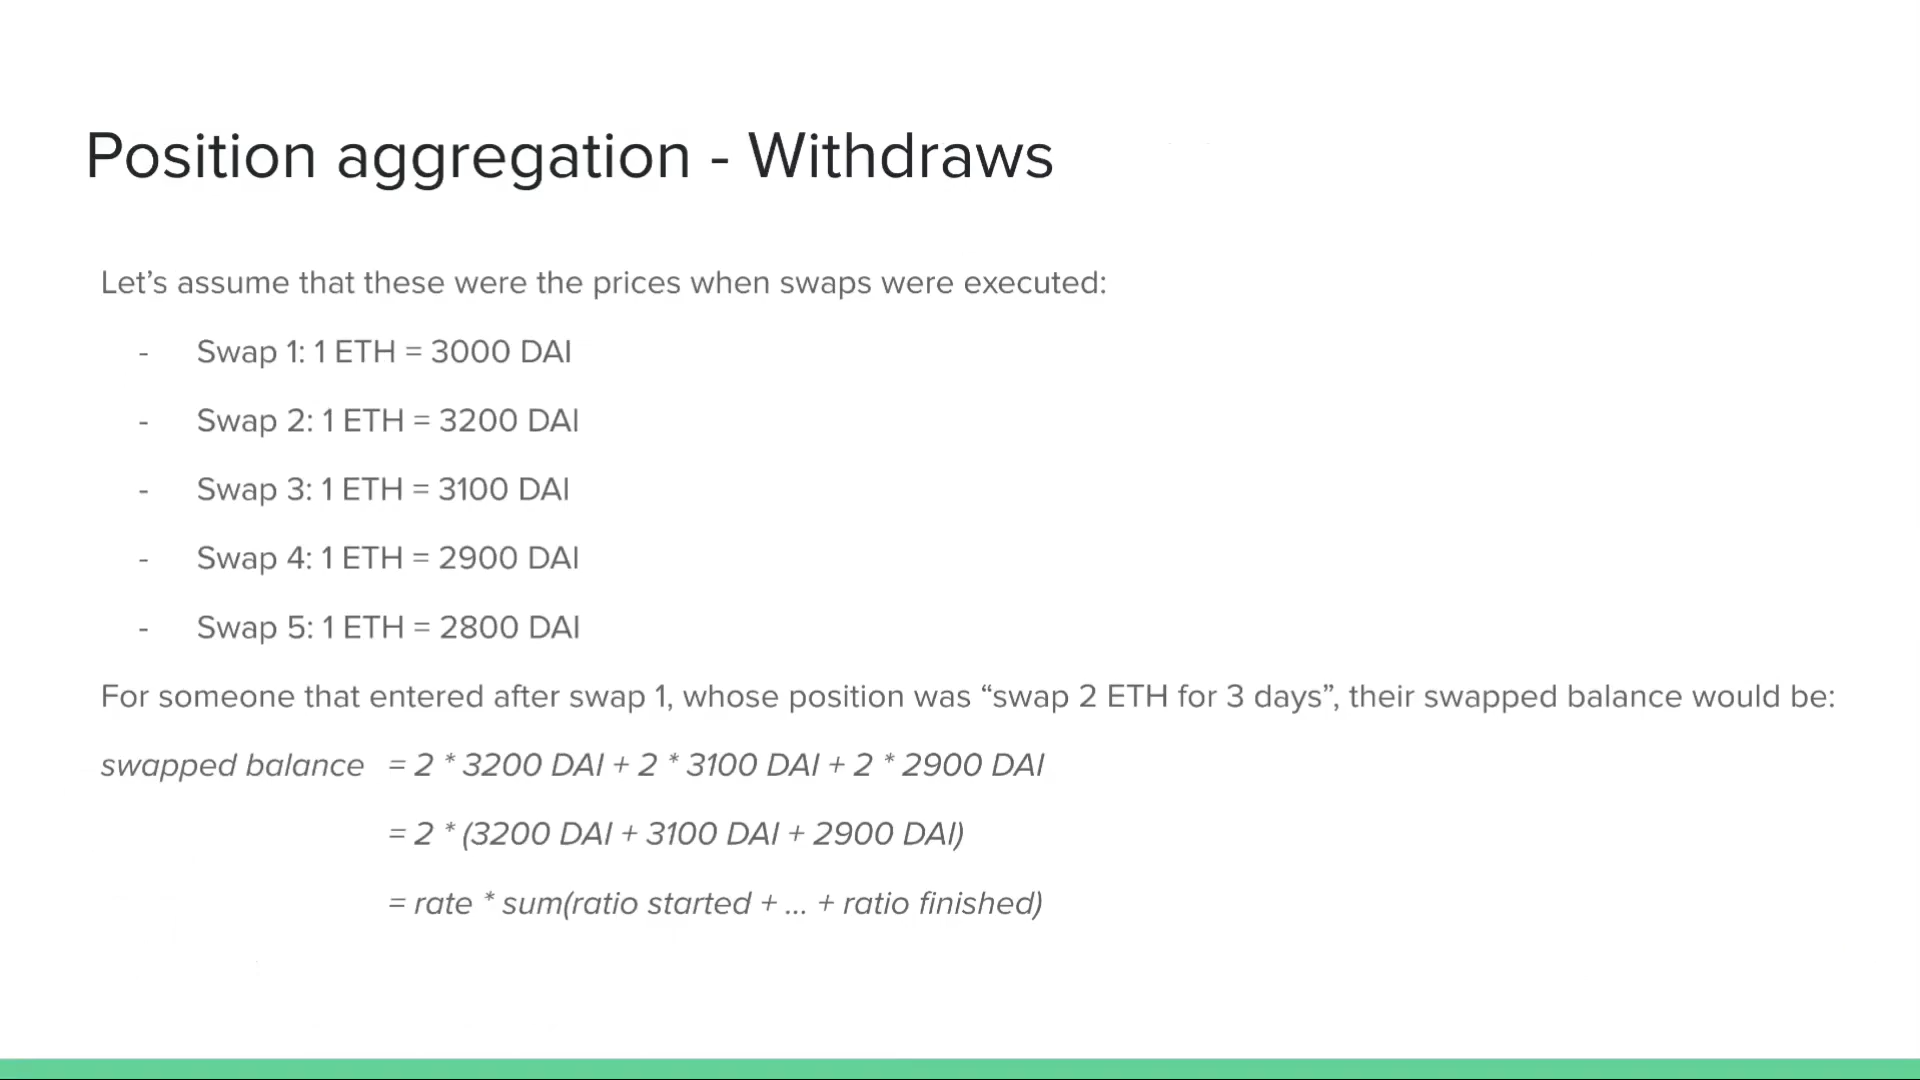 Position aggregation - Withdraws
Let’s assume that these were the prices when swaps were executed:
- Swap 1: 1 ETH = 3000 DAI
- Swap 2: 1 ETH = 3200 DAI
- Swap 3: 1 ETH = 3100 DAI
- Swap 4: 1 ETH = 2900 DAI
- Swap 5: 1 ETH = 2800 DAI
For someone that entered after swap 1, whose position was “swap 2 ETH for 3 days”, their swapped balance would be:
swapped balance = 2 * 3200 DAI + 2 * 3100 DAI + 2 * 2900 DAI
= 2 * (3200 DAI + 3100 DAI + 2900 DAI)
= rate * sum(ratio started + ... + ratio finished)